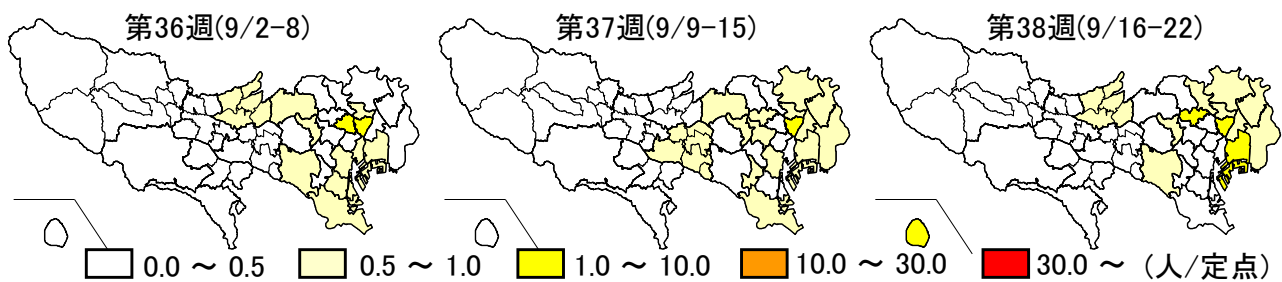 第36週(9/2-8)
第37週(9/9-15)
第38週(9/16-22)
0.0 ～ 0.5
0.5 ～ 1.0
1.0 ～ 10.0
10.0 ～ 30.0
30.0 ～ (人/定点)